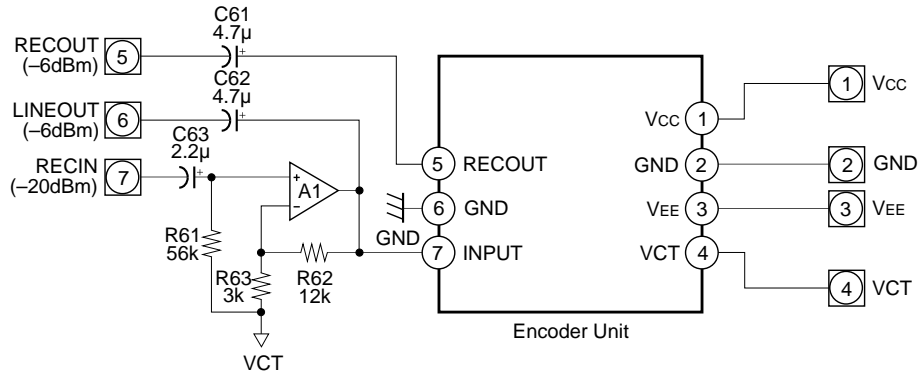 C61
4.7μ
RECOUT
(–6dBm)
5
+
C62
4.7μ
LINEOUT
(–6dBm)
6
+
C63
2.2μ
RECIN
(–20dBm)
7
+
+
A1
–
R61
56k
R63
3k
R62
12k
VCT
GND
5
RECOUT
6
GND
7
INPUT
VCC
1
GND
2
VEE
3
VCT
4
Encoder Unit
1
VCC
2
GND
3
VEE
4
VCT